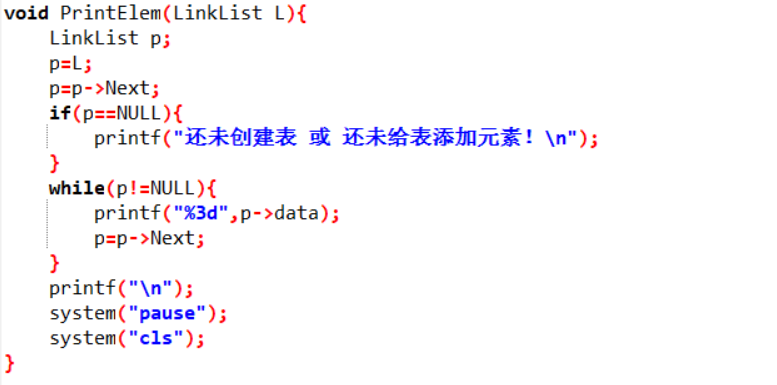 void PrintElem(LinkList L){
    LinkList p;
    p=L;
    p=p->Next;
    if(p==NULL){
        printf("还未创建表 或 还未给表添加元素！\n");
    }
    while(p!=NULL){
        printf("%3d",p->data);
        p=p->Next;
    }
    printf("\n");
    system("pause");
    system("cls");
}